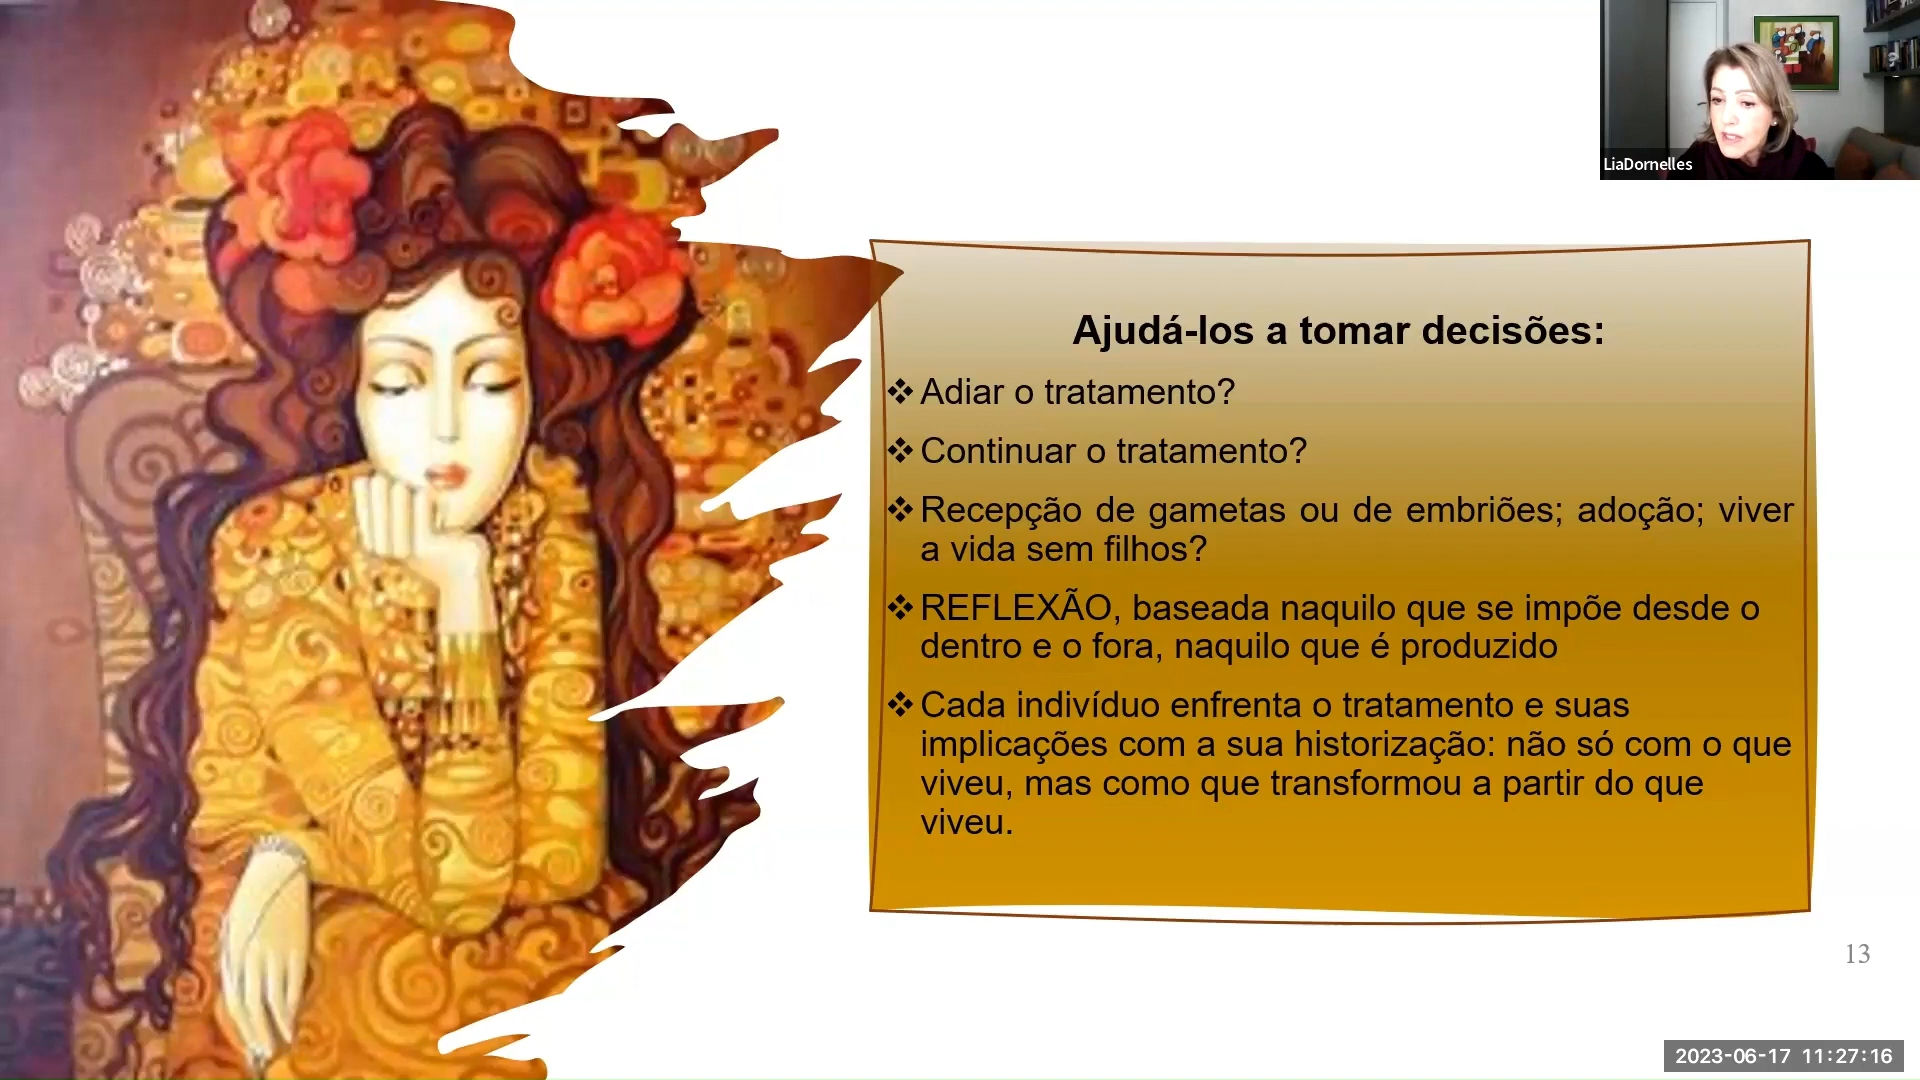 LiaDornelles
Ajudá-los a tomar decisões:
❖ Adiar o tratamento?
❖ Continuar o tratamento?
❖ Recepção de gametas ou de embriões; adoção; viver
a vida sem filhos?
❖ REFLEXÃO, baseada naquilo que se impõe desde o
dentro e o fora, naquilo que é produzido
❖ Cada indivíduo enfrenta o tratamento e suas
implicações com a sua historização: não só com o que
viveu, mas como que transformou a partir do que
viveu.
13
2023-06-17 11:27:16